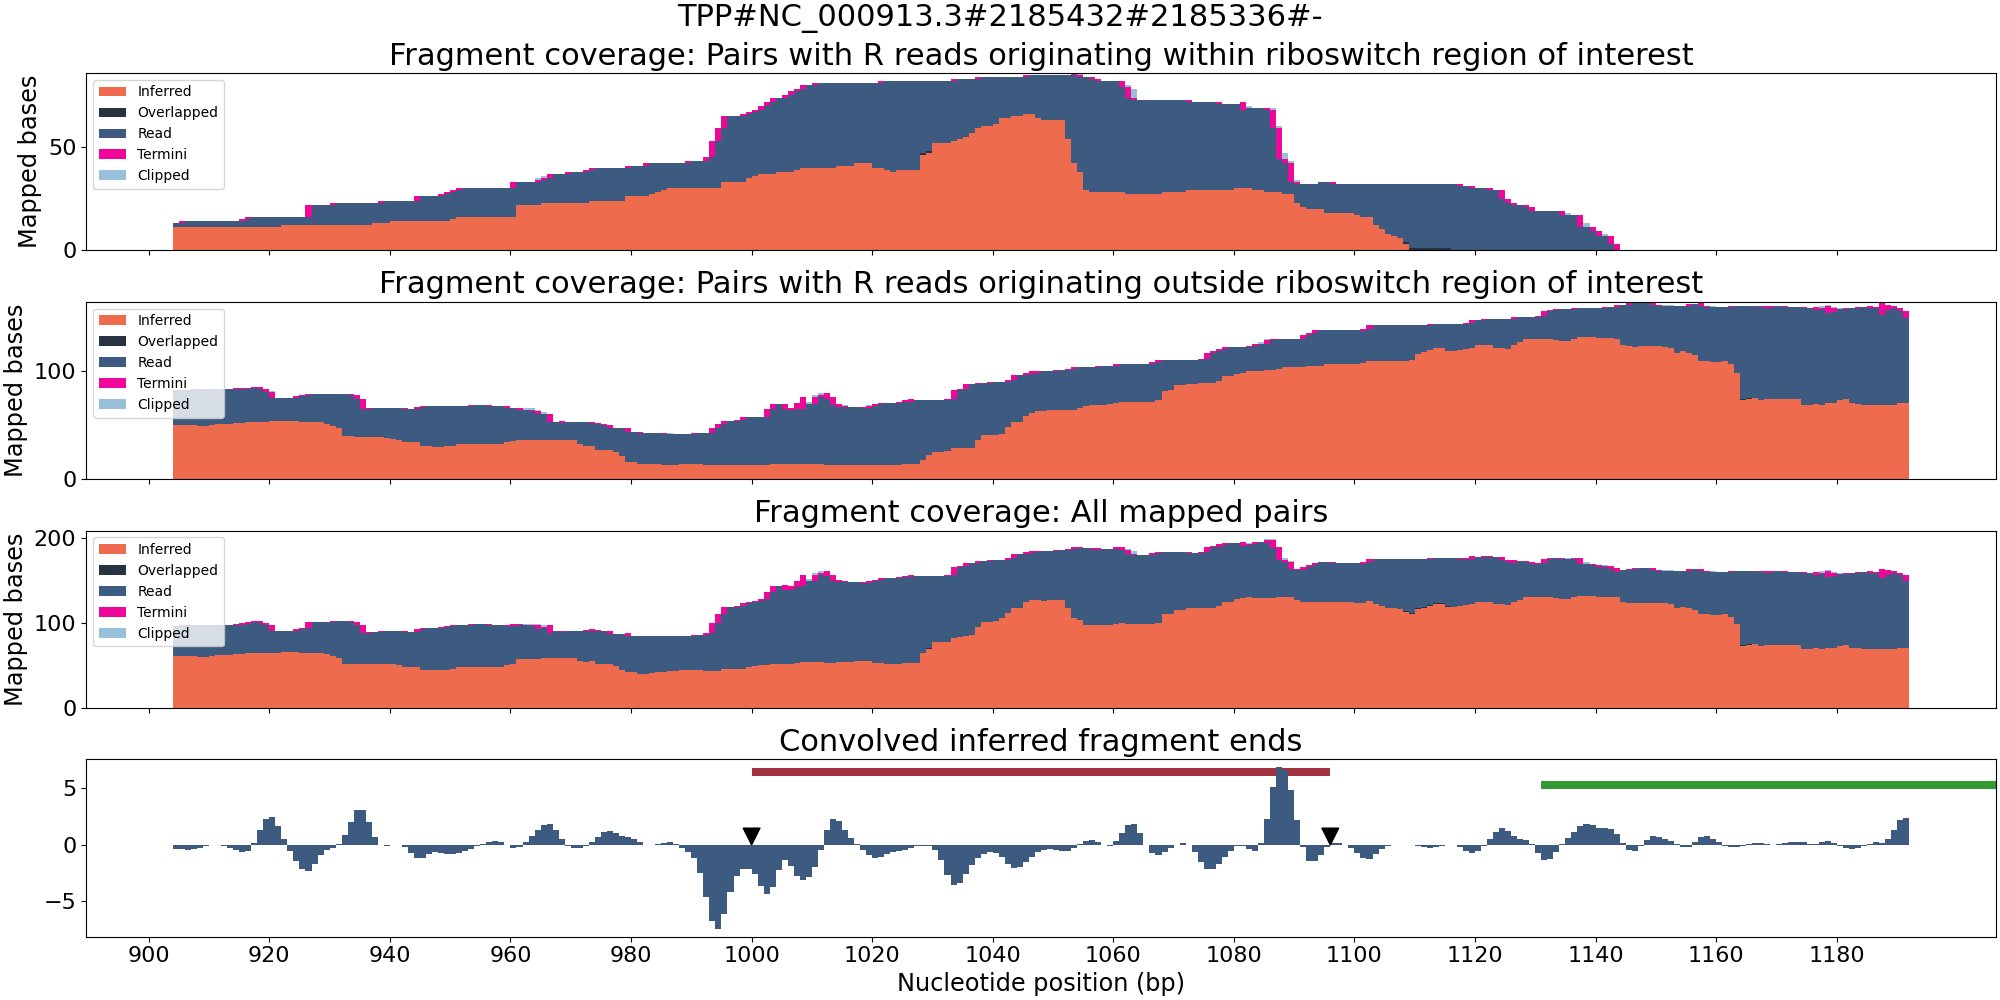 TPP#NC_000913.3#2185432#2185336#-
Fragment coverage: Pairs with R reads originating within riboswitch region of interest
Mapped bases
50
0
Inferred
Overlapped
Read
Termini
Clipped
Fragment coverage: Pairs with R reads originating outside riboswitch region of interest
Mapped bases
100
0
Inferred
Overlapped
Read
Termini
Clipped
Fragment coverage: All mapped pairs
Mapped bases
200
100
0
Inferred
Overlapped
Read
Termini
Clipped
Convolved inferred fragment ends
5
0
−5
900 920 940 960 980 1000 1020 1040 1060 1080 1100 1120 1140 1160 1180
Nucleotide position (bp)